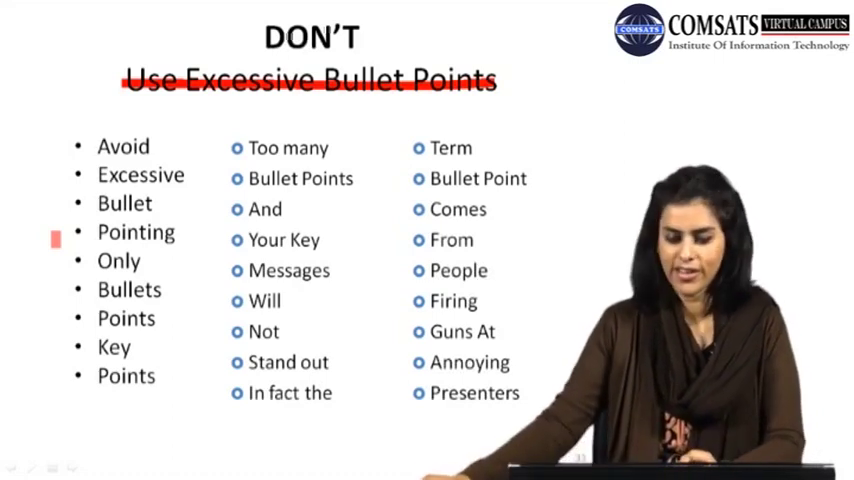 DON'T
Use Excessive Bullet Points
COMSATS VIRTUAL CAMPUS
Institute Of Information Technology
COMSATS
• Avoid
• Excessive
• Bullet
• Pointing
• Only
• Bullets
• Points
• Key
• Points
Too many
Bullet Points
And
Your Key
Messages
Will
Not
Stand out
In fact the
Term
Bullet Point
Comes
From
People
Firing
Guns At
Annoying
Presenters
33